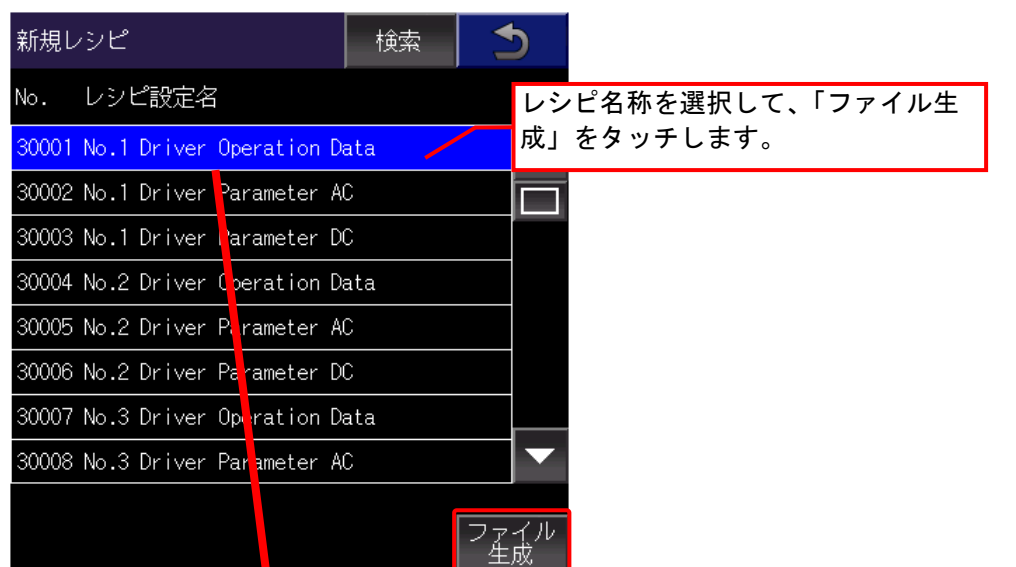 新規レシピ 検索
No. レシピ設定名
レシピ名称を選択して、「ファイル生
成」をタッチします。
30001 No.1 Driver Operation Data
30002 No.1 Driver Parameter AC
30003 No.1 Driver Parameter DC
30004 No.2 Driver Operation Data
30005 No.2 Driver Parameter AC
30006 No.2 Driver Parameter DC
30007 No.3 Driver Operation Data
30008 No.3 Driver Parameter AC
ファイル
生成